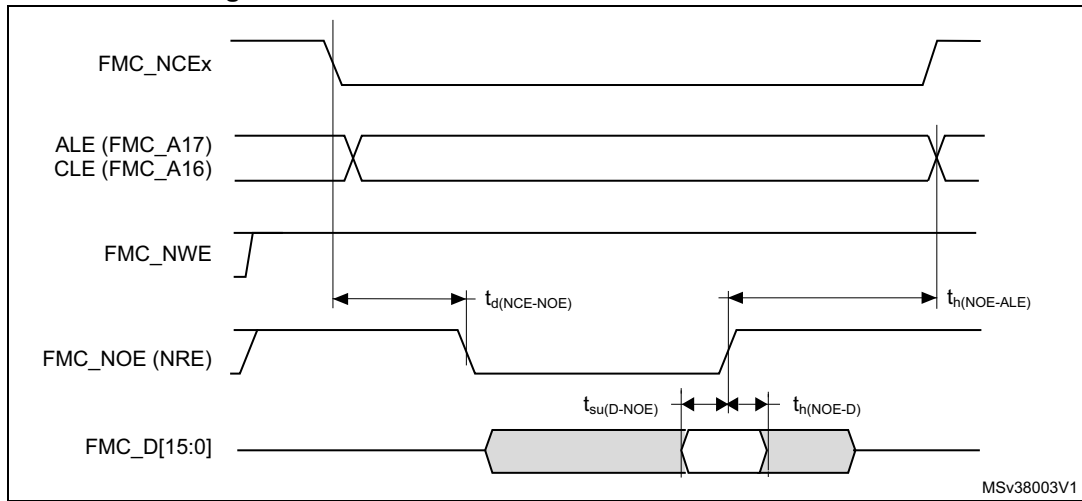 FMC_NCEx
ALE (FMC_A17)
CLE (FMC_A16)
FMC_NWE
td(NCE-NOE)
th(NOE-ALE)
FMC_NOE (NRE)
tsu(D-NOE)
th(NOE-D)
FMC_D[15:0]
MSv38003V1